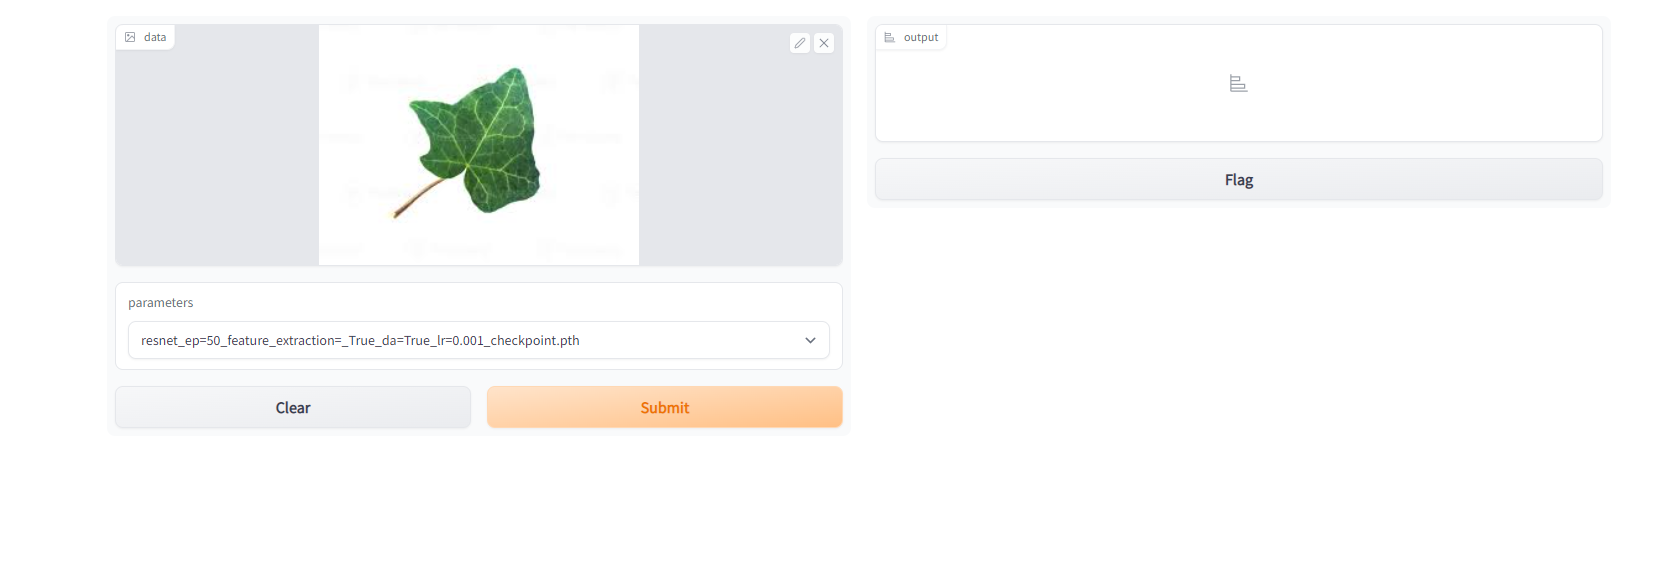 data
parameters
resnet_ep=50_feature_extraction=_True_da=True_lr=0.001_checkpoint.pth
Clear
Submit
output
Flag